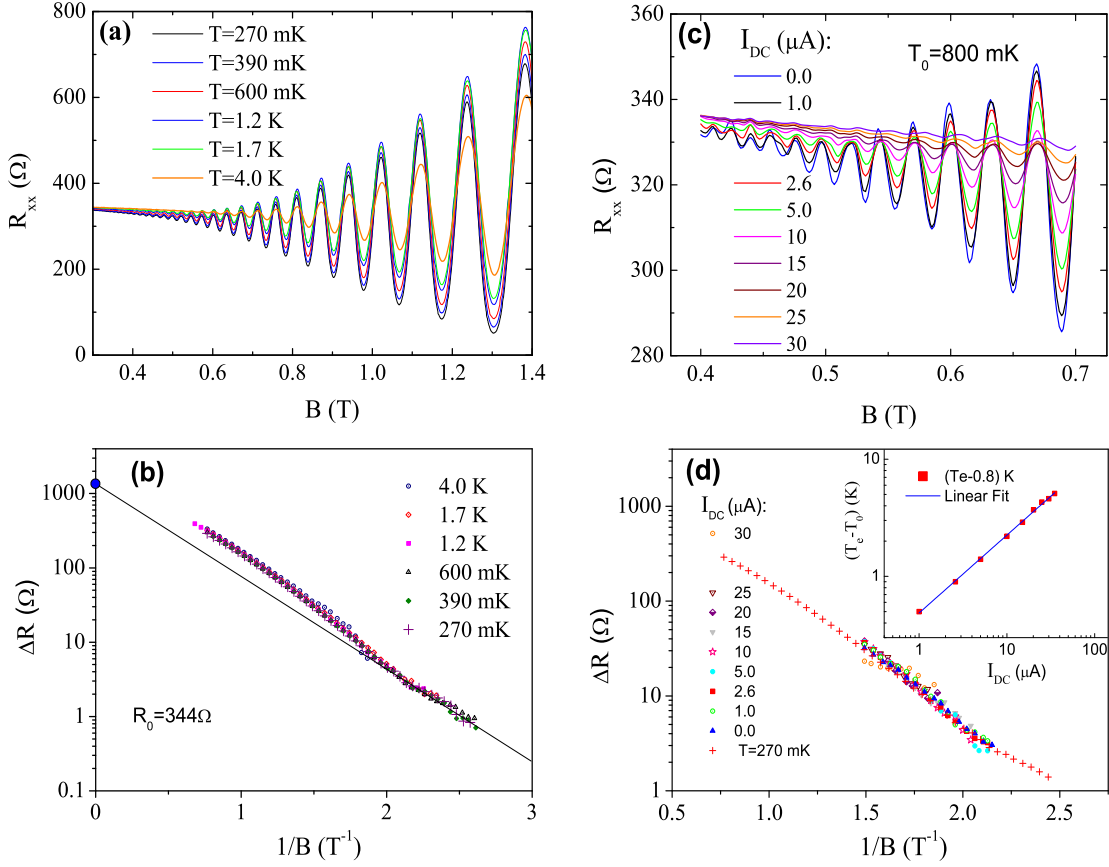 (a)
T=270 mK
T=390 mK
T=600 mK
T=1.2 K
T=1.7 K
T=4.0 K
800
600
400
200
0
R_xx (Ω)
0.4 0.6 0.8 1.0 1.2 1.4
B (T)
(c)
I_DC (μA):
T_0=800 mK
0.0
1.0
2.6
5.0
10
15
20
25
30
360
340
320
300
280
R_xx (Ω)
0.4 0.5 0.6 0.7
B (T)
(b)
4.0 K
1.7 K
1.2 K
600 mK
390 mK
270 mK
R_0=344Ω
1000
100
10
1
0.1
ΔR (Ω)
0 1 2 3
1/B (T^-1)
(d)
I_DC (μA):
30
25
20
15
10
5.0
2.6
1.0
0.0
T=270 mK
1000
100
10
1
ΔR (Ω)
0.5 1.0 1.5 2.0 2.5
1/B (T^-1)
(Te-0.8) K
Linear Fit
10
1
(T_e-T_0) (K)
1 10 100
I_DC (μA)